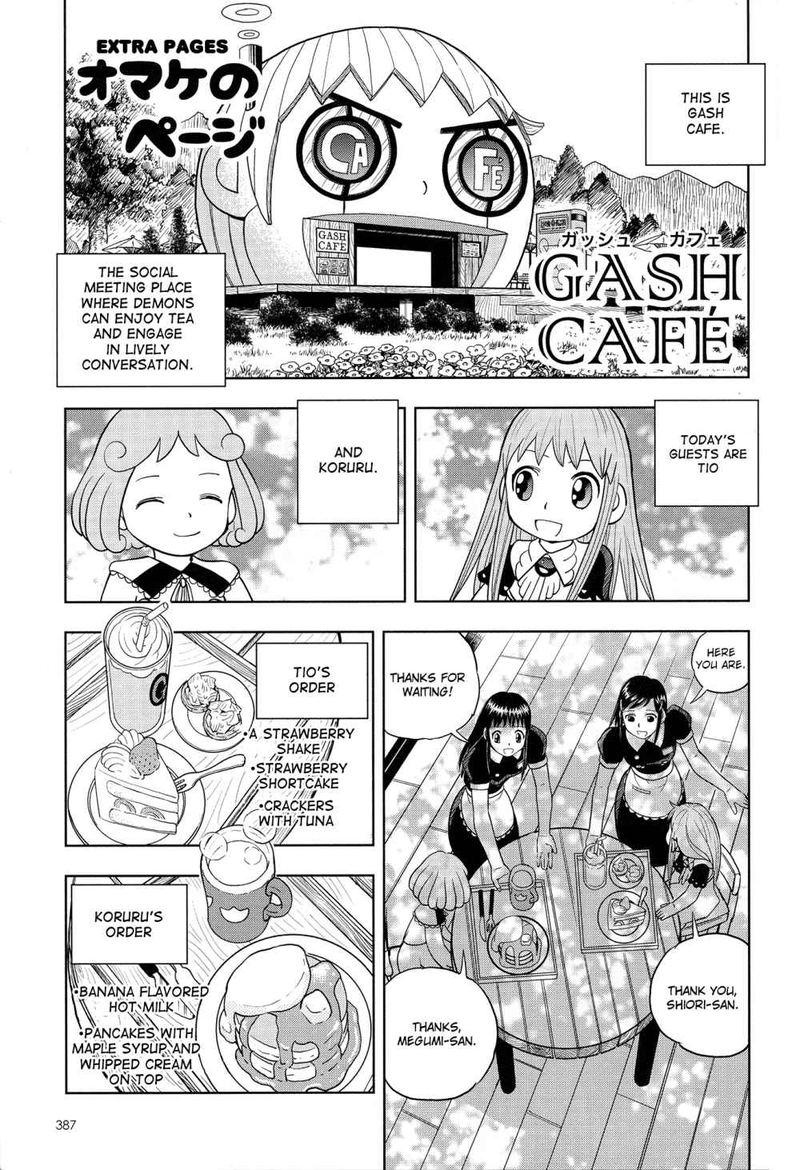 EXTRA PAGES
オマケの
ページ
THIS IS
GASH
CAFE.
CA
FÉ
GASH
CAFE
ガッシュ カフェ
GASH
CAFÉ
THE SOCIAL
MEETING PLACE
WHERE DEMONS
CAN ENJOY TEA
AND ENGAGE
IN LIVELY
CONVERSATION.
TODAY'S
GUESTS ARE
TIO
AND
KORURU.
HERE
YOU ARE.
THANKS FOR
WAITING!
THANK YOU,
SHIORI-SAN.
THANKS,
MEGUMI-SAN.
TIO'S
ORDER
•A STRAWBERRY
SHAKE
•STRAWBERRY
SHORTCAKE
•CRACKERS
WITH TUNA
KORURU'S
ORDER
•BANANA FLAVORED
HOT MILK
•PANCAKES WITH
MAPLE SYRUP AND
WHIPPED CREAM
ON TOP
387